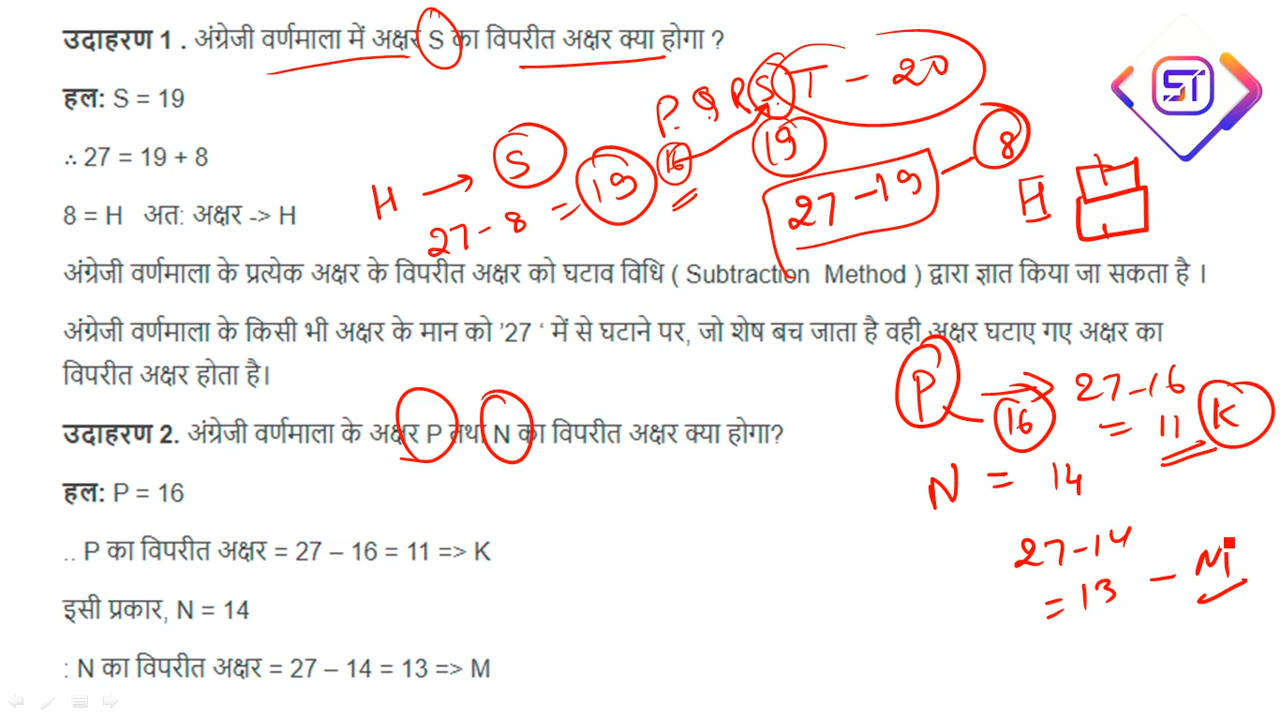 उदाहरण 1 . अंग्रेजी वर्णमाला में अक्षर S का विपरीत अक्षर क्या होगा ?
P Q R S T - 20
ST
हल: S = 19
16
19
8
H → S
27 - 8 = 19
27 - 19
H
∴ 27 = 19 + 8
8 = H अत: अक्षर -> H
अंग्रेजी वर्णमाला के प्रत्येक अक्षर के विपरीत अक्षर को घटाव विधि ( Subtraction Method ) द्वारा ज्ञात किया जा सकता है ।
अंग्रेजी वर्णमाला के किसी भी अक्षर के मान को '27 ' में से घटाने पर, जो शेष बच जाता है वही अक्षर घटाए गए अक्षर का
विपरीत अक्षर होता है।
P → 27 - 16
16 = 11 K
उदाहरण 2. अंग्रेजी वर्णमाला के अक्षर P तथा N का विपरीत अक्षर क्या होगा?
N = 14
हल: P = 16
.. P का विपरीत अक्षर = 27 – 16 = 11 => K
27 - 14
= 13 - M
इसी प्रकार, N = 14
: N का विपरीत अक्षर = 27 – 14 = 13 => M